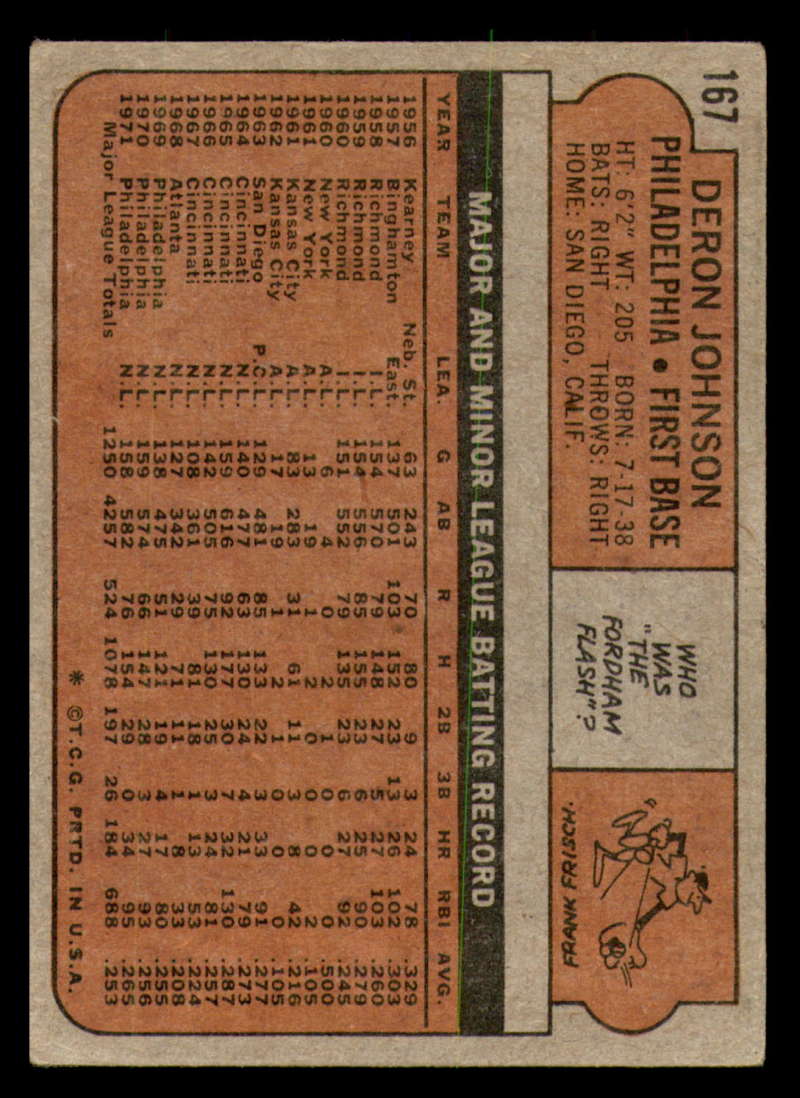 167
DERON JOHNSON
PHILADELPHIA • FIRST BASE
HT: 6'2" WT: 205 BORN: 7-17-38
BATS: RIGHT THROWS: RIGHT
HOME: SAN DIEGO, CALIF.
WHO
WAS
"THE
FORDHAM
FLASH"?
FRANK FRISCH.
MAJOR AND MINOR LEAGUE BATTING RECORD
YEAR TEAM LEA. G AB R H 2B 3B HR RBI AVG.
1956 Kearney Neb. St. 63 243 70 80 9 3 24 78 .329
1957 Binghamton East. 137 501 103 152 23 13 26 102 .303
1958 Richmond I.L. 154 570 79 148 27 5 27 103 .260
1959 Richmond I.L. 154 556 85 155 23 6 25 90 .279
1960 Richmond I.L. 151 552 79 135 23 6 27 92 .245
1960 New York A.L. 6 4 0 2 1 0 0 0 .500
1961 New York A.L. 13 19 1 2 0 0 0 2 .105
1961 Kansas City A.L. 83 283 31 61 11 3 8 42 .216
1962 Kansas City A.L. 17 19 1 2 1 0 0 0 .105
1963 San Diego P.C.L. 129 481 85 133 22 3 33 91 .277
1964 Cincinnati N.L. 140 477 63 130 24 4 21 79 .273
1965 Cincinnati N.L. 159 616 92 177 30 7 32 130 .287
1966 Cincinnati N.L. 142 505 75 130 25 3 24 81 .257
1967 Cincinnati N.L. 108 361 39 81 18 1 13 53 .224
1968 Atlanta N.L. 127 342 29 71 11 1 8 33 .208
1969 Philadelphia N.L. 138 475 51 121 19 4 17 80 .255
1970 Philadelphia N.L. 159 574 66 147 28 3 27 93 .256
1971 Philadelphia N.L. 158 582 76 154 29 0 34 95 .265
Major League Totals 1250 4257 524 1078 197 26 184 688 .253
* ©T.C.G. PRTD. IN U.S.A.